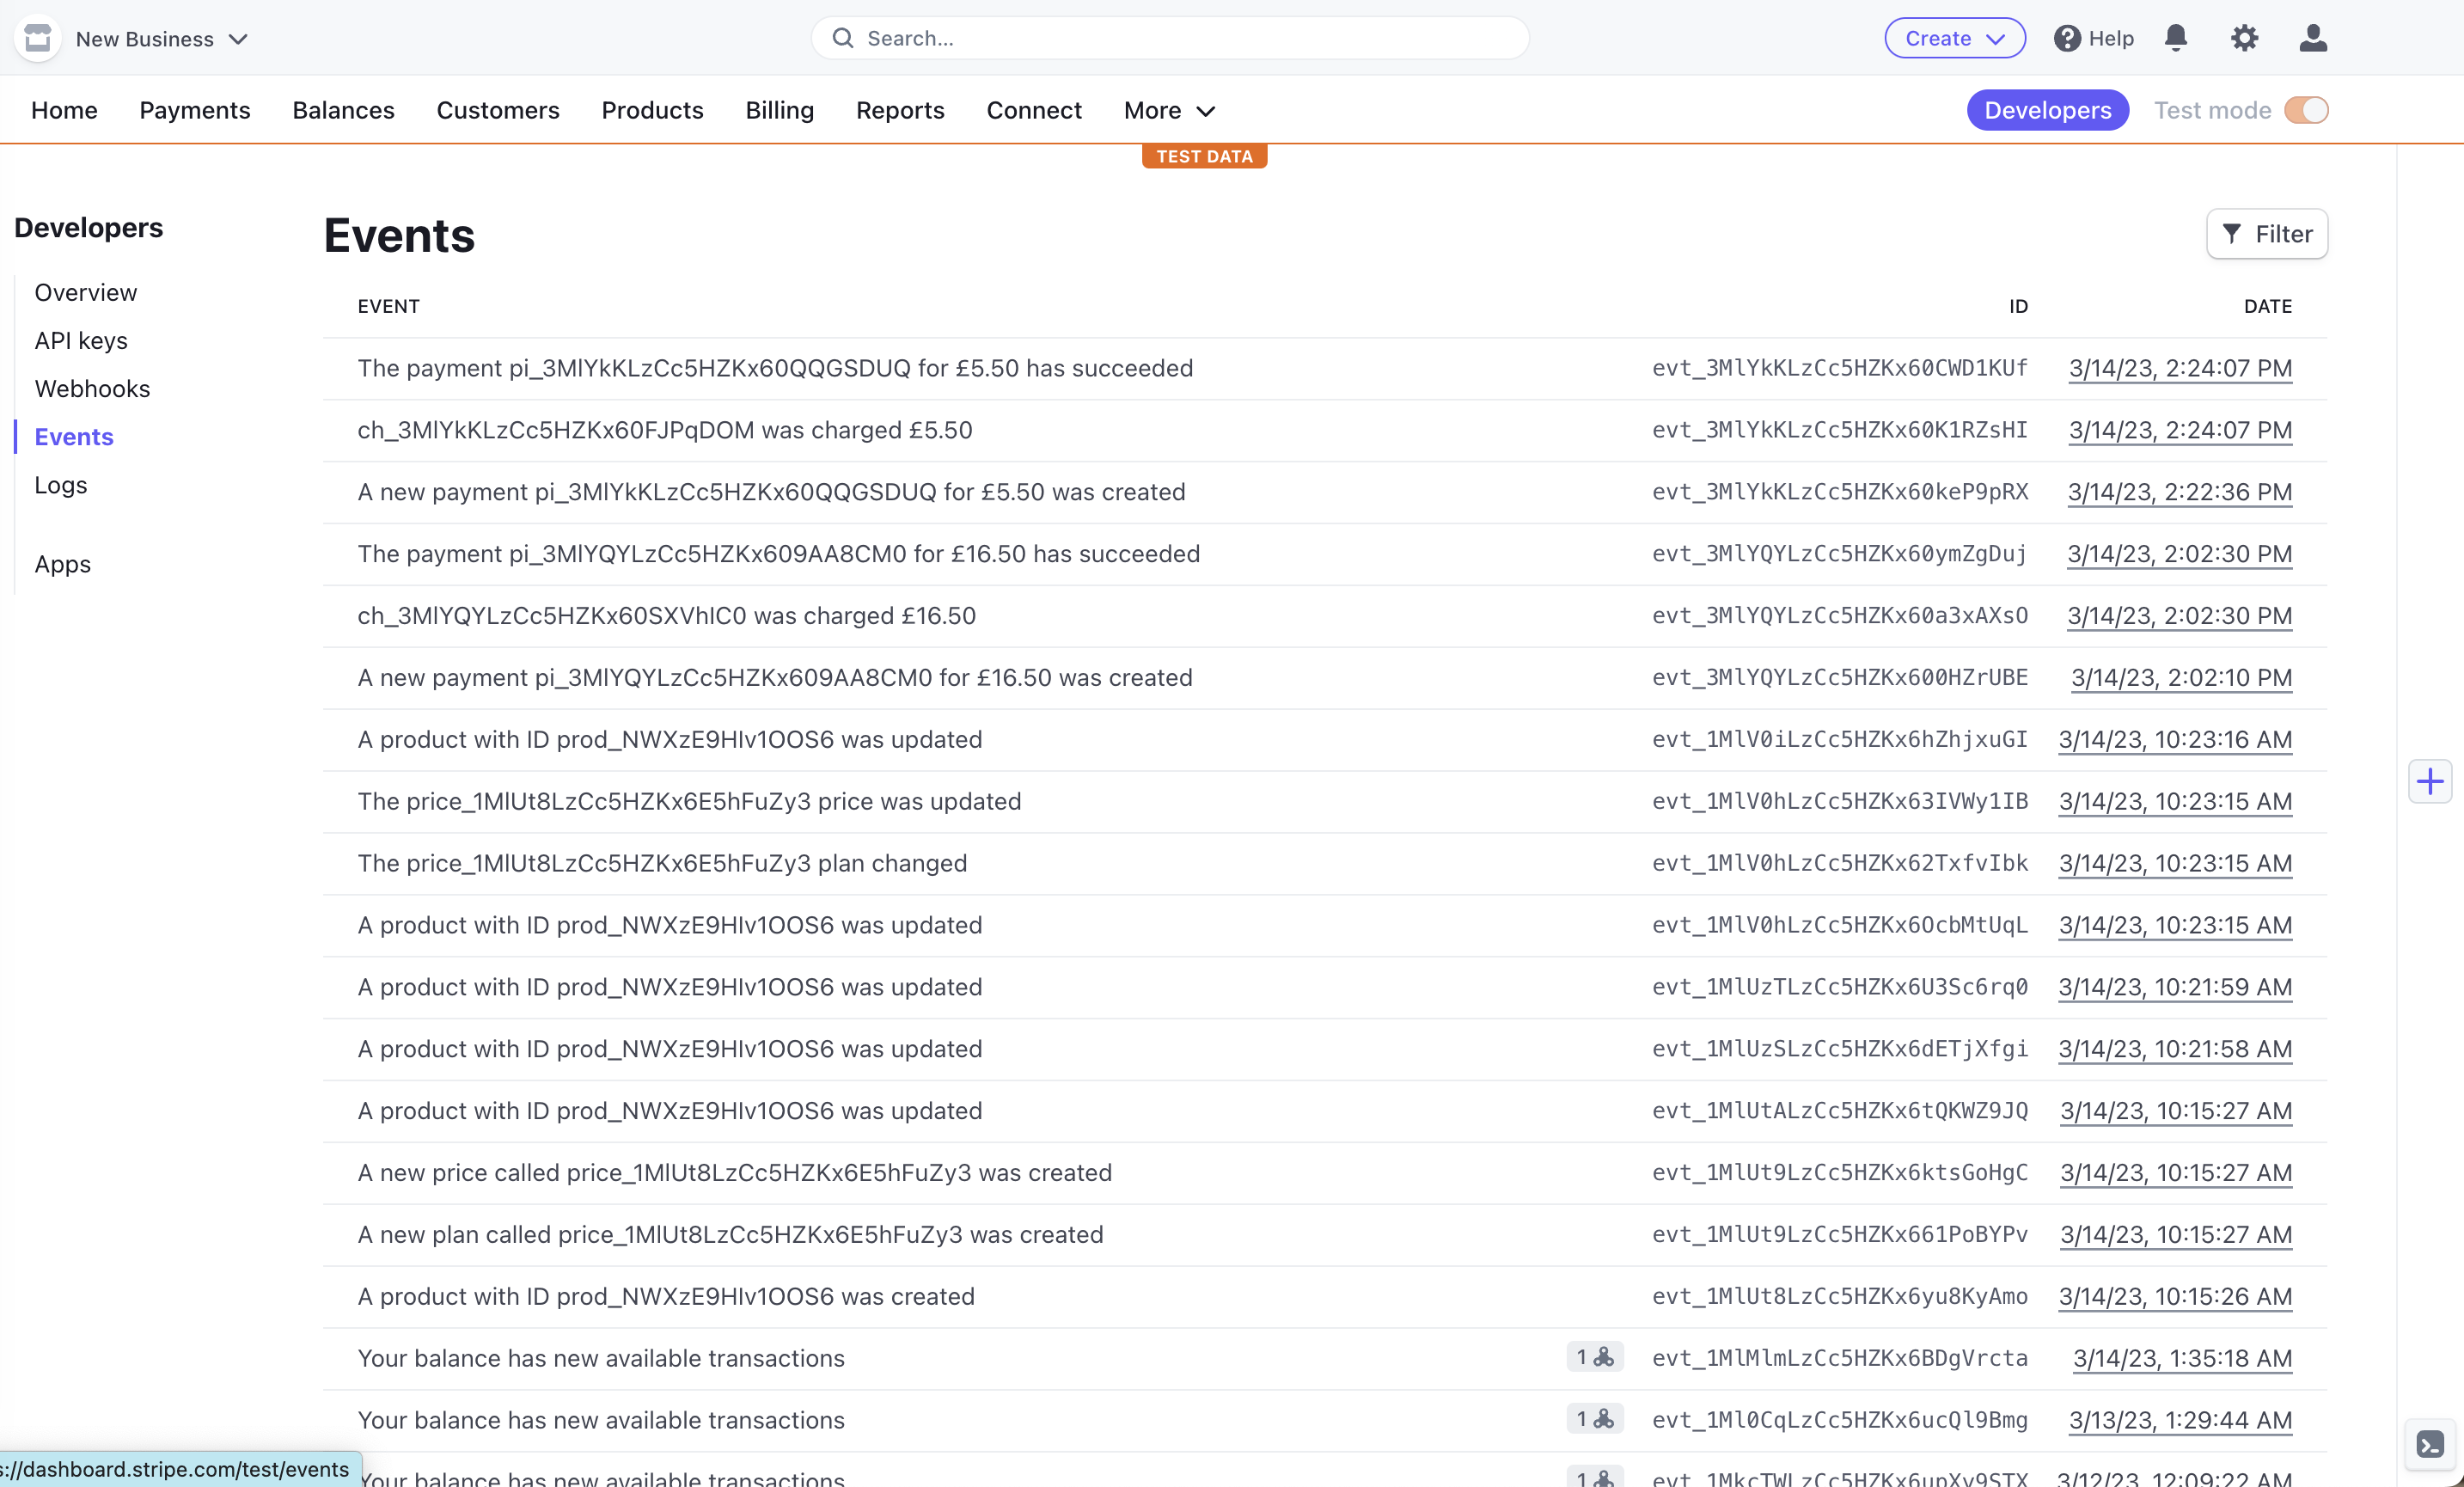 New Business
Search...
Create
Help
Home Payments Balances Customers Products Billing Reports Connect More
Developers Test mode
TEST DATA
Developers
Overview
API keys
Webhooks
Events
Logs
Apps
Events
Filter
EVENT ID DATE
The payment pi_3MlYkKLzCc5HZKx60QQGSDUQ for £5.50 has succeeded evt_3MlYkKLzCc5HZKx60CWD1KUf 3/14/23, 2:24:07 PM
ch_3MlYkKLzCc5HZKx60FJPqDOM was charged £5.50 evt_3MlYkKLzCc5HZKx60K1RZsHI 3/14/23, 2:24:07 PM
A new payment pi_3MlYkKLzCc5HZKx60QQGSDUQ for £5.50 was created evt_3MlYkKLzCc5HZKx60keP9pRX 3/14/23, 2:22:36 PM
The payment pi_3MlYQYLzCc5HZKx609AA8CM0 for £16.50 has succeeded evt_3MlYQYLzCc5HZKx60ymZgDuj 3/14/23, 2:02:30 PM
ch_3MlYQYLzCc5HZKx60SXVhIC0 was charged £16.50 evt_3MlYQYLzCc5HZKx60a3xAXsO 3/14/23, 2:02:30 PM
A new payment pi_3MlYQYLzCc5HZKx609AA8CM0 for £16.50 was created evt_3MlYQYLzCc5HZKx600HZrUBE 3/14/23, 2:02:10 PM
A product with ID prod_NWXzE9HIv1OOS6 was updated evt_1MlV0iLzCc5HZKx6hZhjxuGI 3/14/23, 10:23:16 AM
The price_1MlUt8LzCc5HZKx6E5hFuZy3 price was updated evt_1MlV0hLzCc5HZKx63IVWy1IB 3/14/23, 10:23:15 AM
The price_1MlUt8LzCc5HZKx6E5hFuZy3 plan changed evt_1MlV0hLzCc5HZKx62TxfvIbk 3/14/23, 10:23:15 AM
A product with ID prod_NWXzE9HIv1OOS6 was updated evt_1MlV0hLzCc5HZKx6OcbMtUqL 3/14/23, 10:23:15 AM
A product with ID prod_NWXzE9HIv1OOS6 was updated evt_1MlUzTLzCc5HZKx6U3Sc6rq0 3/14/23, 10:21:59 AM
A product with ID prod_NWXzE9HIv1OOS6 was updated evt_1MlUzSLzCc5HZKx6dETjXfgi 3/14/23, 10:21:58 AM
A product with ID prod_NWXzE9HIv1OOS6 was updated evt_1MlUtALzCc5HZKx6tQKWZ9JQ 3/14/23, 10:15:27 AM
A new price called price_1MlUt8LzCc5HZKx6E5hFuZy3 was created evt_1MlUt9LzCc5HZKx6ktsGoHgC 3/14/23, 10:15:27 AM
A new plan called price_1MlUt8LzCc5HZKx6E5hFuZy3 was created evt_1MlUt9LzCc5HZKx661PoBYPv 3/14/23, 10:15:27 AM
A product with ID prod_NWXzE9HIv1OOS6 was created evt_1MlUt8LzCc5HZKx6yu8KyAmo 3/14/23, 10:15:26 AM
Your balance has new available transactions 1 evt_1MlMlmLzCc5HZKx6BDgVrcta 3/14/23, 1:35:18 AM
Your balance has new available transactions 1 evt_1Ml0CqLzCc5HZKx6ucQl9Bmg 3/13/23, 1:29:44 AM
Your balance has new available transactions 1 evt_1MkcTWLzCc5HZKx6upXv9STX 3/12/23, 12:09:22 AM
s://dashboard.stripe.com/test/events